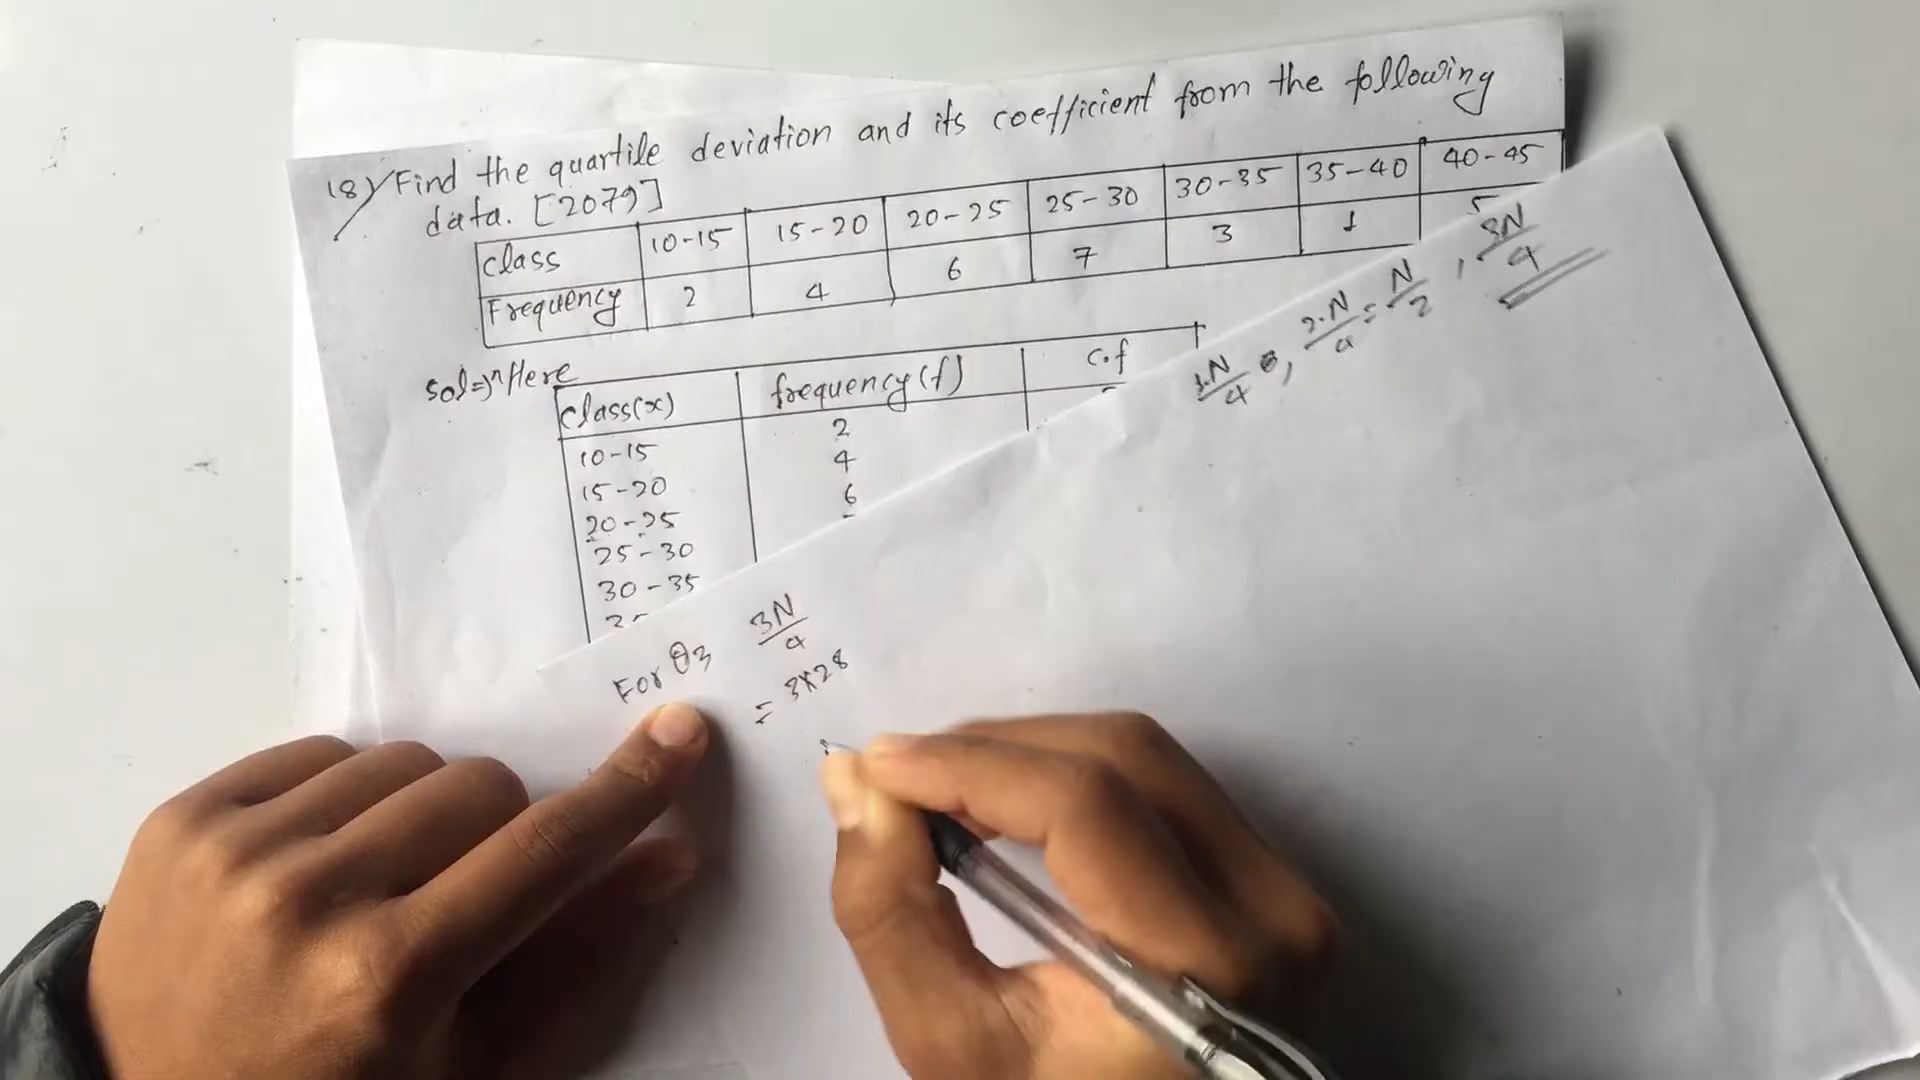 18) Find the quartile deviation and its coefficient from the following
data. [2079]
class 10-15 15-20 20-25 25-30 30-35 35-40 40-45
Frequency 2 4 6 7 3 1 5
sol=)ⁿ Here
class(x) frequency(f) c.f
10-15 2
15-20 4
20-25 6
25-30
30-35
1.N/4, 2.N/4 = N/2, 3N/4
For Q3 3N/4
= 3×28